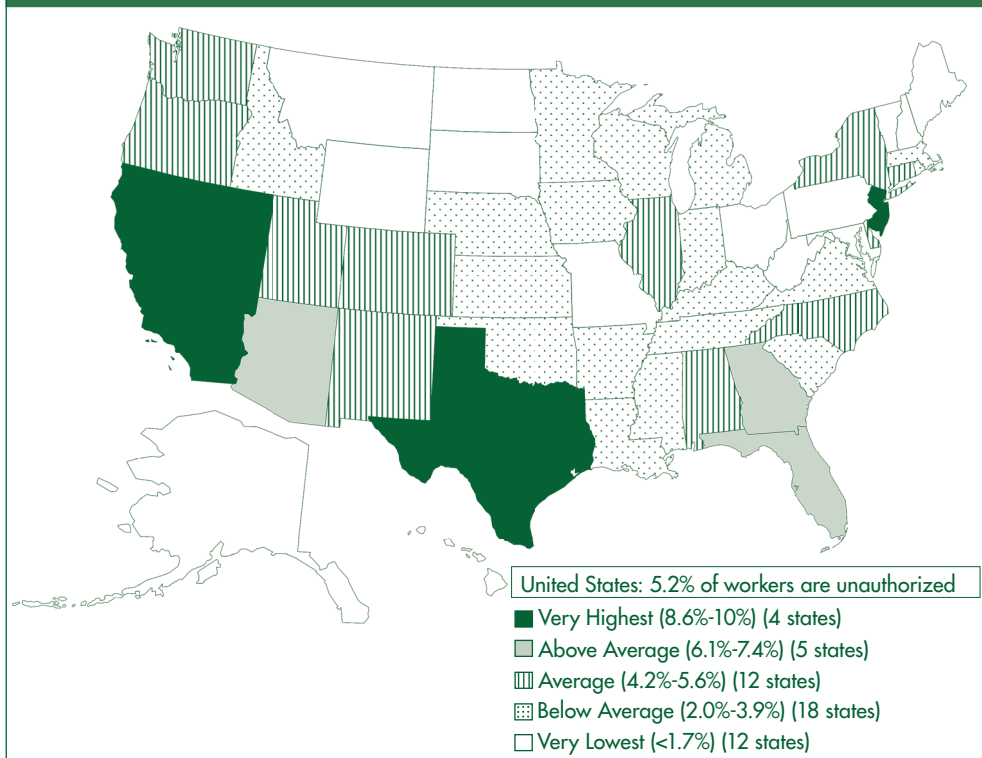 United States: 5.2% of workers are unauthorized
Very Highest (8.6%-10%) (4 states)
Above Average (6.1%-7.4%) (5 states)
Average (4.2%-5.6%) (12 states)
Below Average (2.0%-3.9%) (18 states)
Very Lowest (<1.7%) (12 states)